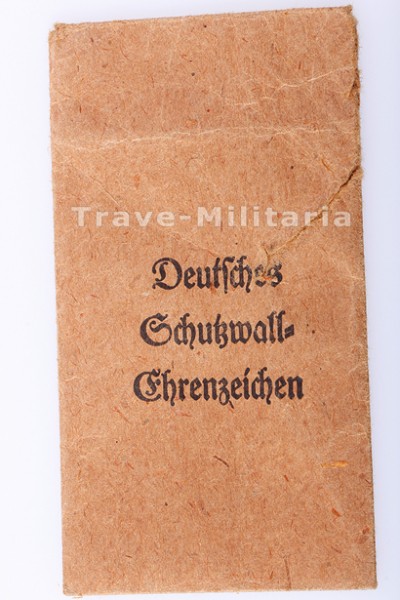 Trave-Militaria
Deutsches
Schutzwall-
Ehrenzeichen